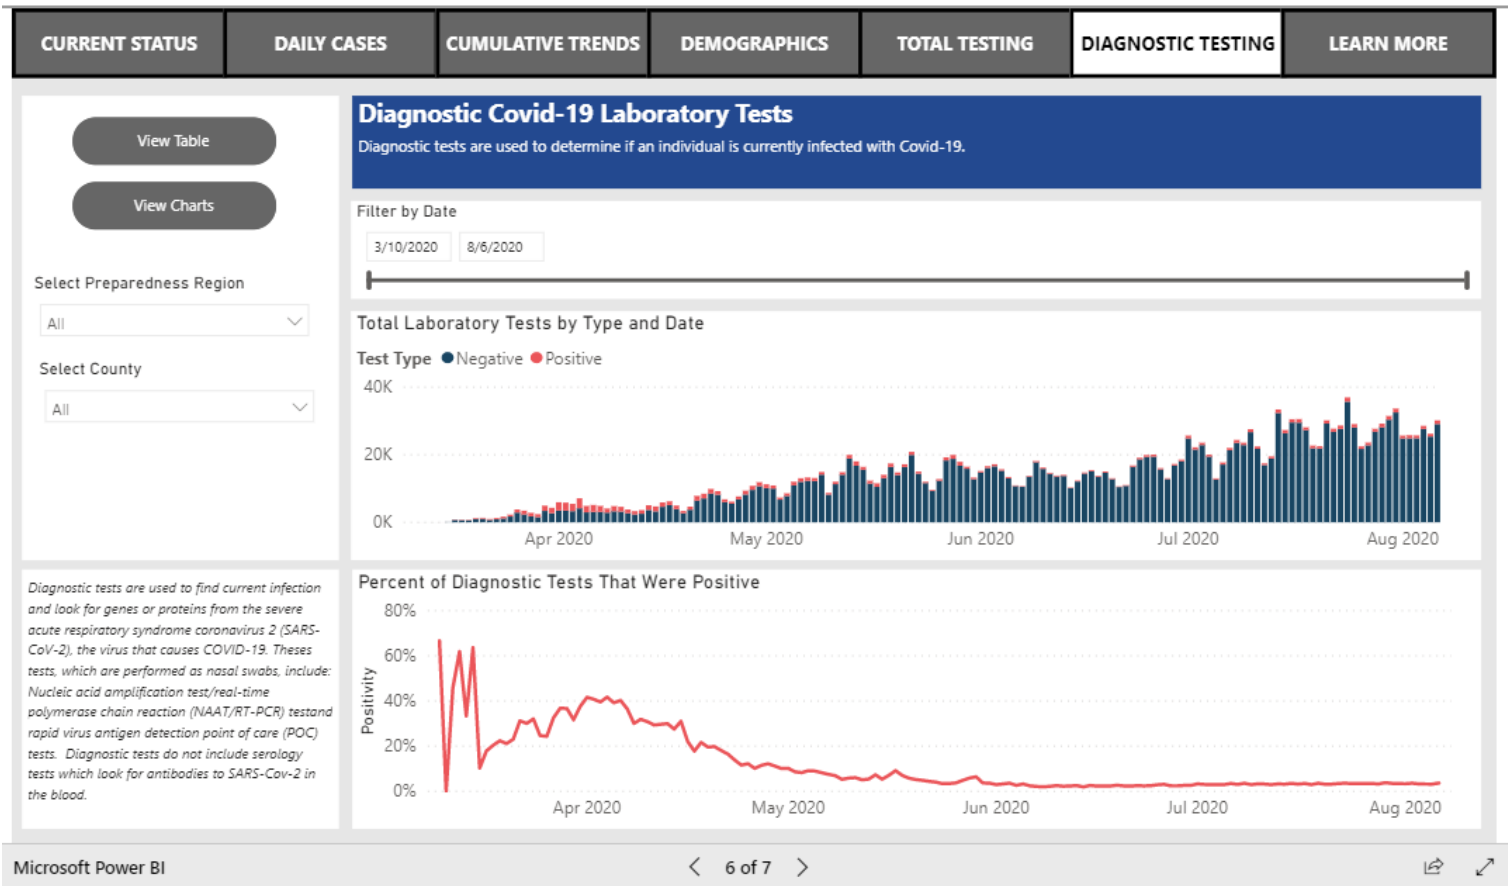 CURRENT STATUS
DAILY CASES
CUMULATIVE TRENDS
DEMOGRAPHICS
TOTAL TESTING
DIAGNOSTIC TESTING
LEARN MORE
View Table
View Charts
Select Preparedness Region
All
Select County
All
Diagnostic tests are used to find current infection
and look for genes or proteins from the severe
acute respiratory syndrome coronavirus 2 (SARS-
CoV-2), the virus that causes COVID-19. Theses
tests, which are performed as nasal swabs, include:
Nucleic acid amplification test/real-time
polymerase chain reaction (NAAT/RT-PCR) testand
rapid virus antigen detection point of care (POC)
tests. Diagnostic tests do not include serology
tests which look for antibodies to SARS-Cov-2 in
the blood.
Diagnostic Covid-19 Laboratory Tests
Diagnostic tests are used to determine if an individual is currently infected with Covid-19.
Filter by Date
3/10/2020
8/6/2020
Total Laboratory Tests by Type and Date
Test Type Negative Positive
40K
20K
0K
Apr 2020
May 2020
Jun 2020
Jul 2020
Aug 2020
Percent of Diagnostic Tests That Were Positive
Positivity
80%
60%
40%
20%
0%
Apr 2020
May 2020
Jun 2020
Jul 2020
Aug 2020
Microsoft Power BI
6 of 7